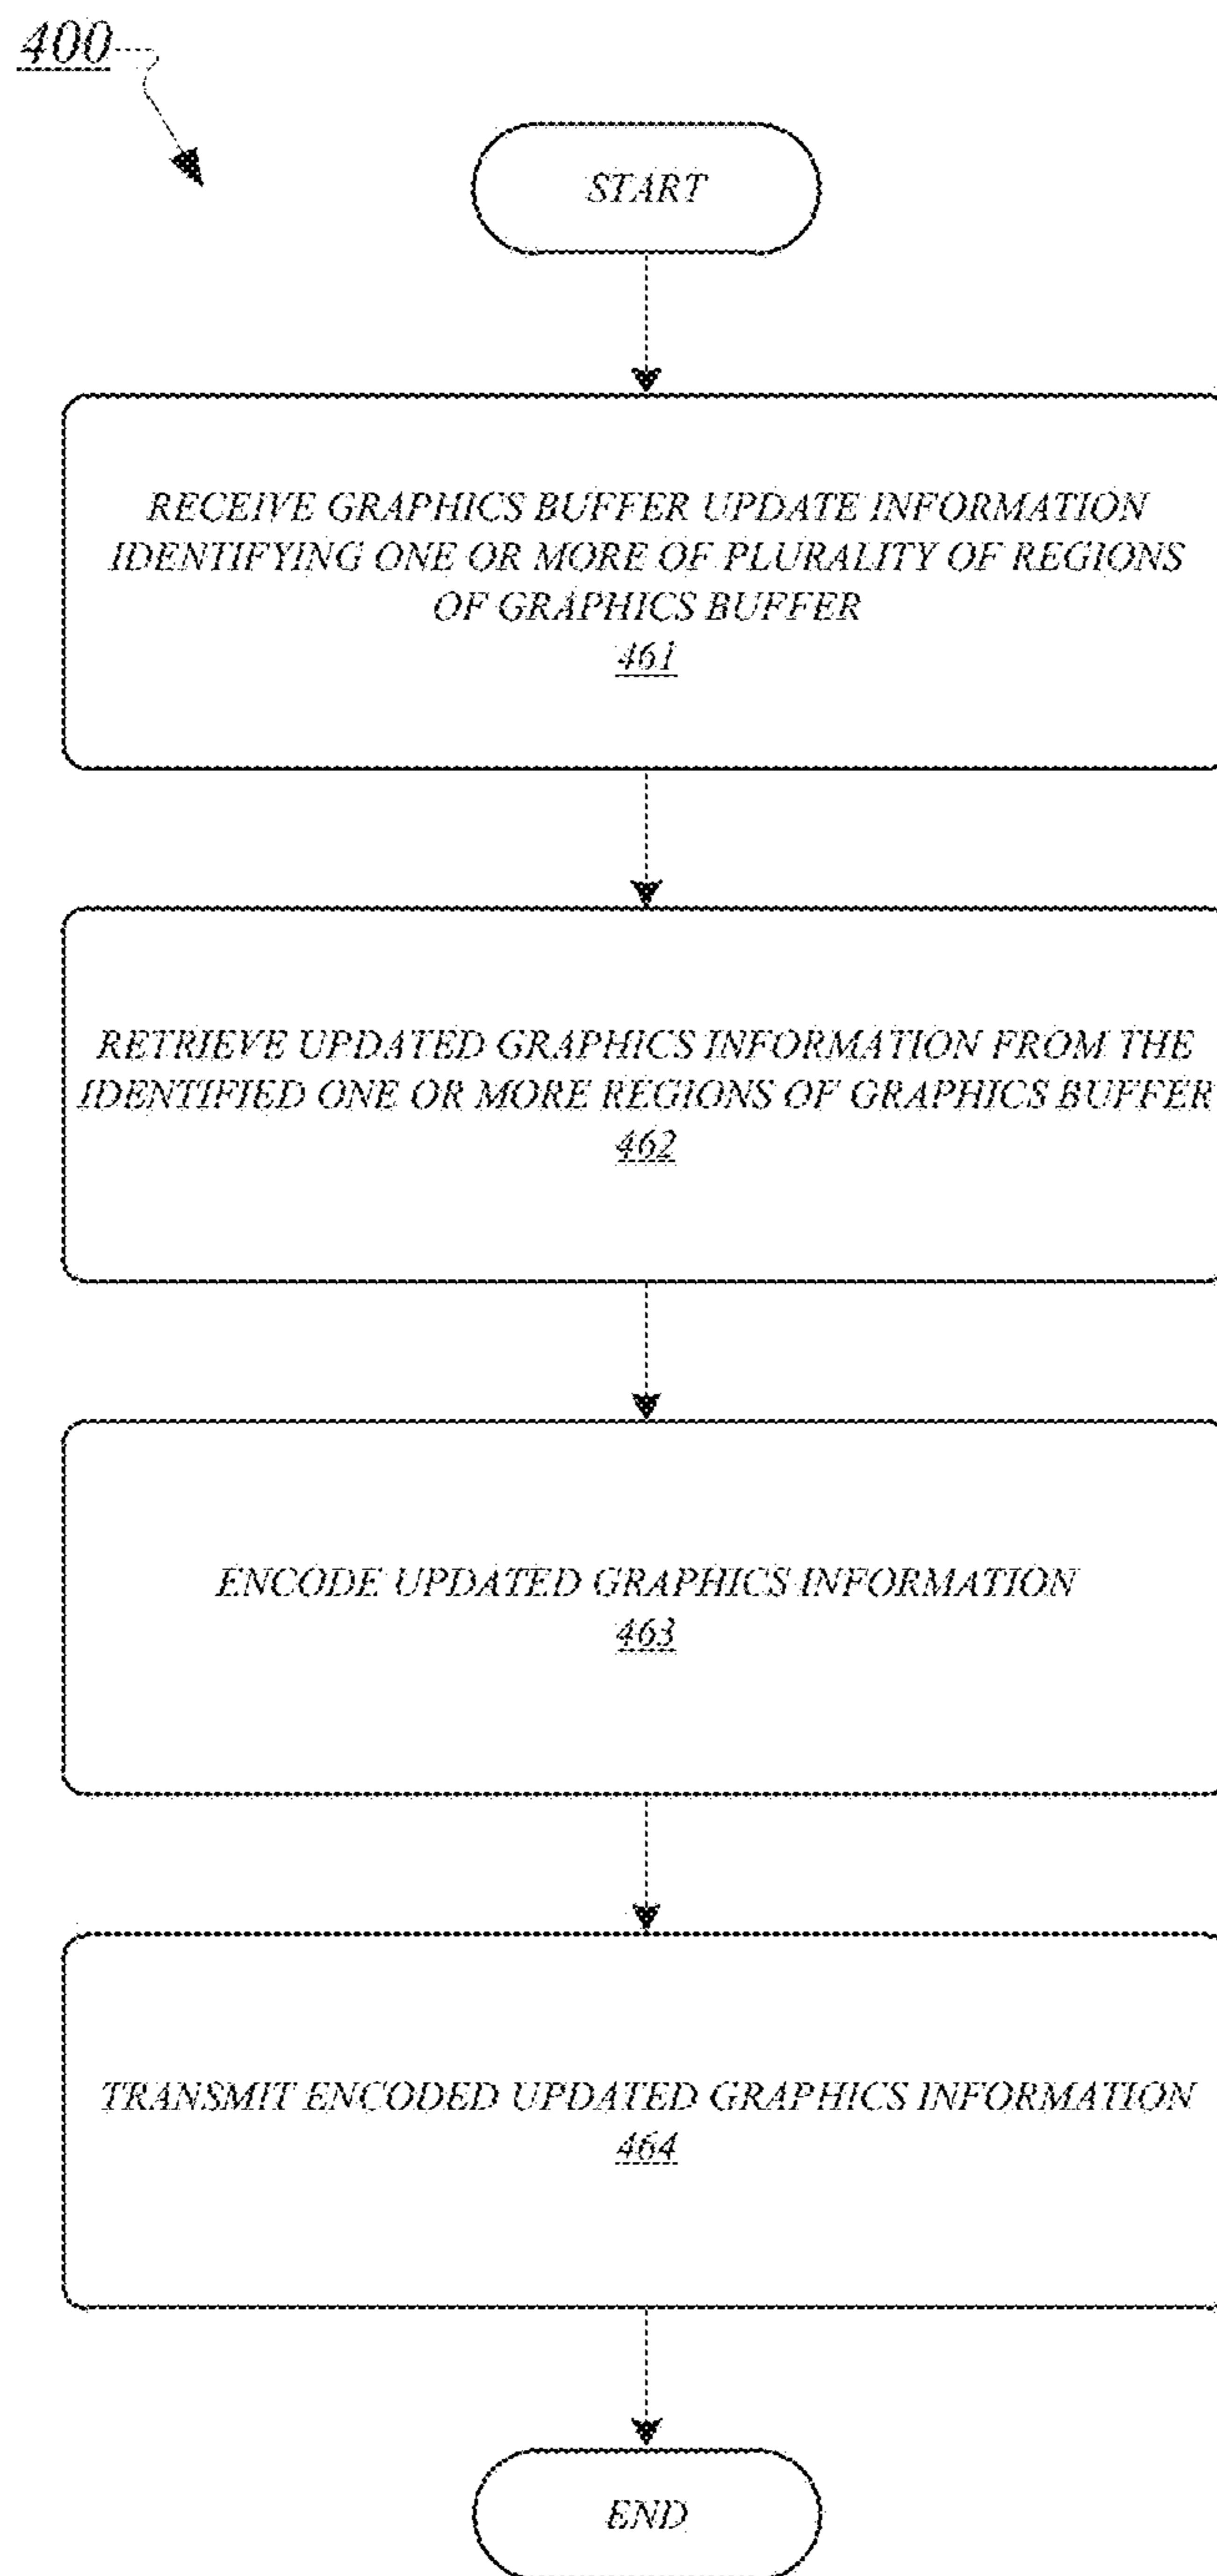 400
START
RECEIVE GRAPHICS BUFFER UPDATE INFORMATION
IDENTIFYING ONE OR MORE OF PLURALITY OF REGIONS
OF GRAPHICS BUFFER
461
RETRIEVE UPDATED GRAPHICS INFORMATION FROM THE
IDENTIFIED ONE OR MORE REGIONS OF GRAPHICS BUFFER
462
ENCODE UPDATED GRAPHICS INFORMATION
463
TRANSMIT ENCODED UPDATED GRAPHICS INFORMATION
464
END